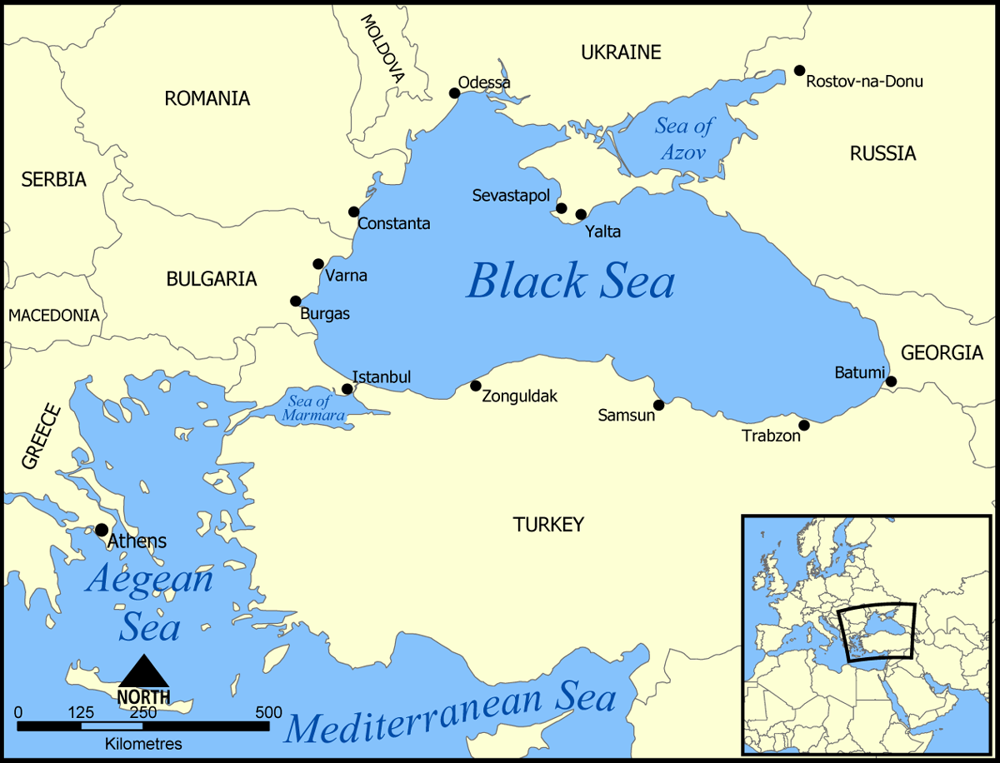 MOLDOVA
UKRAINE
Odessa
Rostov-na-Donu
ROMANIA
Sea of
Azov
RUSSIA
SERBIA
Sevastapol
Constanta
Yalta
Varna
BULGARIA
Black Sea
MACEDONIA
Burgas
GEORGIA
Batumi
Istanbul
Zonguldak
Sea of
Marmara
Samsun
Trabzon
GREECE
TURKEY
Athens
Aegean
Sea
NORTH
0 125 250 500
Kilometres
Mediterranean Sea